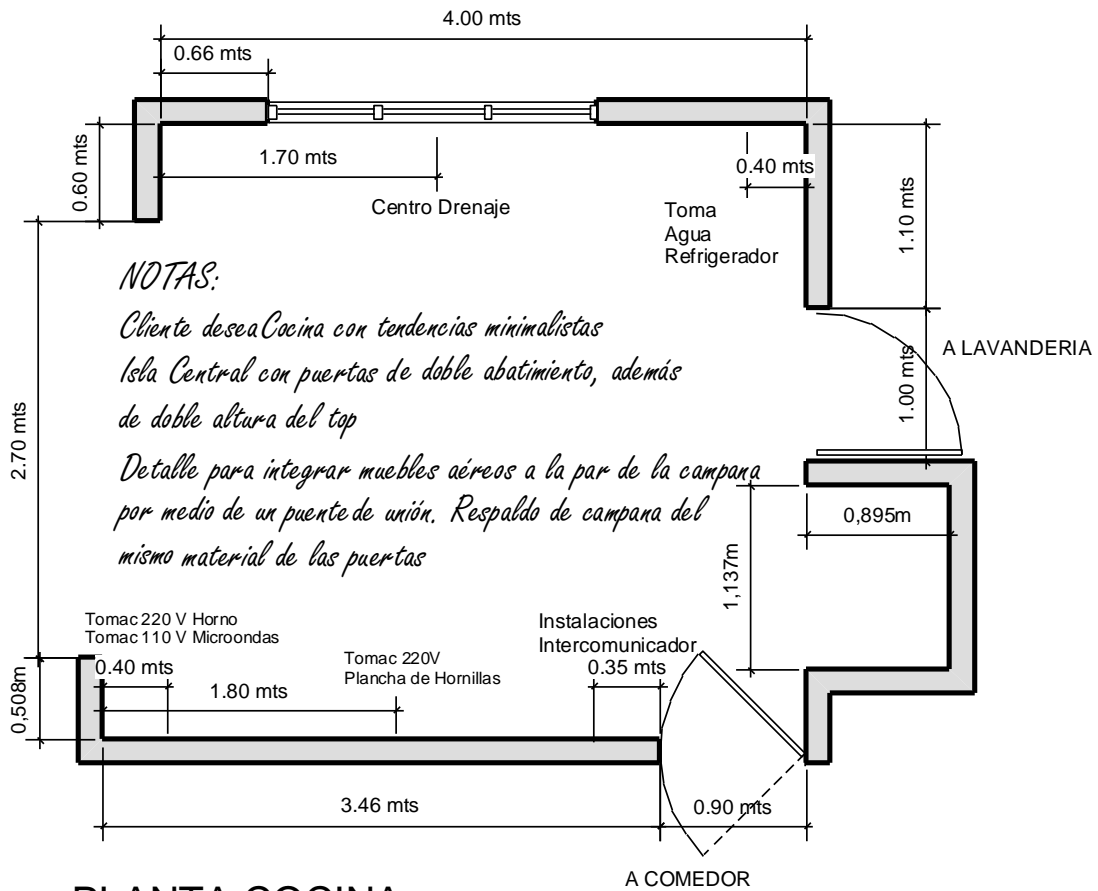 4.00 mts
0.66 mts
0.60 mts
1.70 mts
0.40 mts
Centro Drenaje
Toma
Agua
Refrigerador
1.10 mts
NOTAS:
Cliente desea Cocina con tendencias minimalistas
Isla Central con puertas de doble abatimiento, además
de doble altura del top
Detalle para integrar muebles aéreos a la par de la campana
por medio de un puente de unión. Respaldo de campana del
mismo material de las puertas
2.70 mts
A LAVANDERIA
1.00 mts
0,895m
1,137m
Tomac 220 V Horno
Tomac 110 V Microondas
Instalaciones
Intercomunicador
Tomac 220V
Plancha de Hornillas
0.40 mts
0.35 mts
1.80 mts
0,508m
3.46 mts
0.90 mts
A COMEDOR
PLANTA COCINA